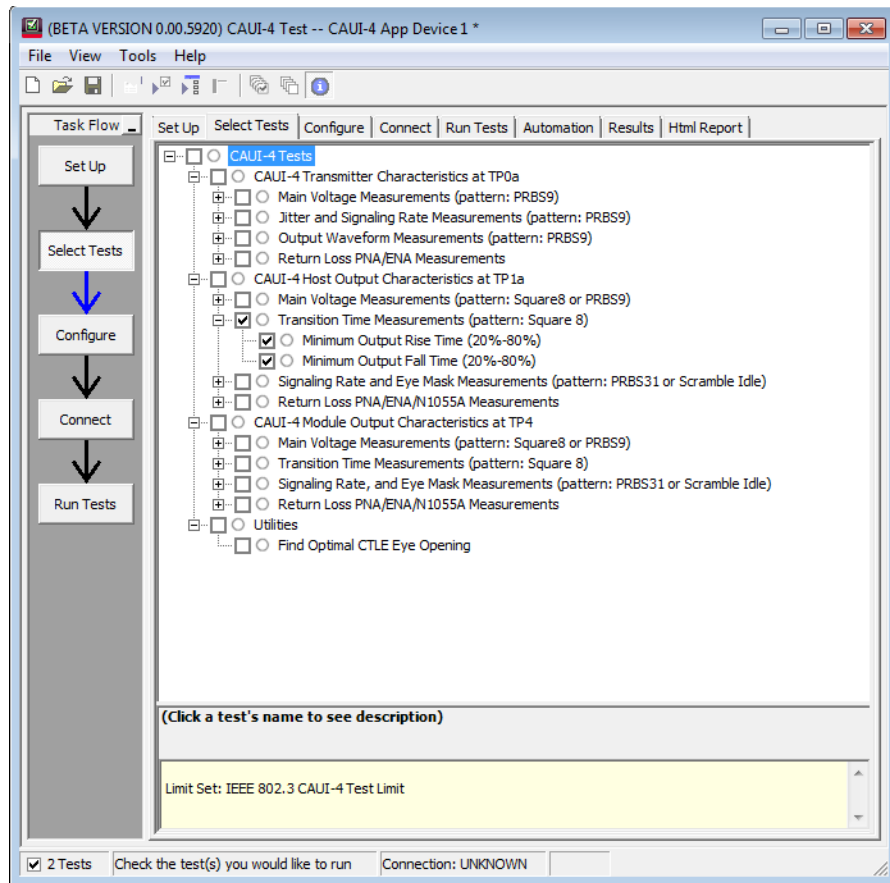 (BETA VERSION 0.00.5920) CAUI-4 Test -- CAUI-4 App Device 1 *
File View Tools Help
Task Flow
Set Up Select Tests Configure Connect Run Tests Automation Results Html Report
Set Up
Select Tests
Configure
Connect
Run Tests
CAUI-4 Tests
CAUI-4 Transmitter Characteristics at TP0a
Main Voltage Measurements (pattern: PRBS9)
Jitter and Signaling Rate Measurements (pattern: PRBS9)
Output Waveform Measurements (pattern: PRBS9)
Return Loss PNA/ENA Measurements
CAUI-4 Host Output Characteristics at TP1a
Main Voltage Measurements (pattern: Square8 or PRBS9)
Transition Time Measurements (pattern: Square 8)
Minimum Output Rise Time (20%-80%)
Minimum Output Fall Time (20%-80%)
Signaling Rate and Eye Mask Measurements (pattern: PRBS31 or Scramble Idle)
Return Loss PNA/ENA/N1055A Measurements
CAUI-4 Module Output Characteristics at TP4
Main Voltage Measurements (pattern: Square8 or PRBS9)
Transition Time Measurements (pattern: Square 8)
Signaling Rate, and Eye Mask Measurements (pattern: PRBS31 or Scramble Idle)
Return Loss PNA/ENA/N1055A Measurements
Utilities
Find Optimal CTLE Eye Opening
(Click a test's name to see description)
Limit Set: IEEE 802.3 CAUI-4 Test Limit
2 Tests Check the test(s) you would like to run Connection: UNKNOWN